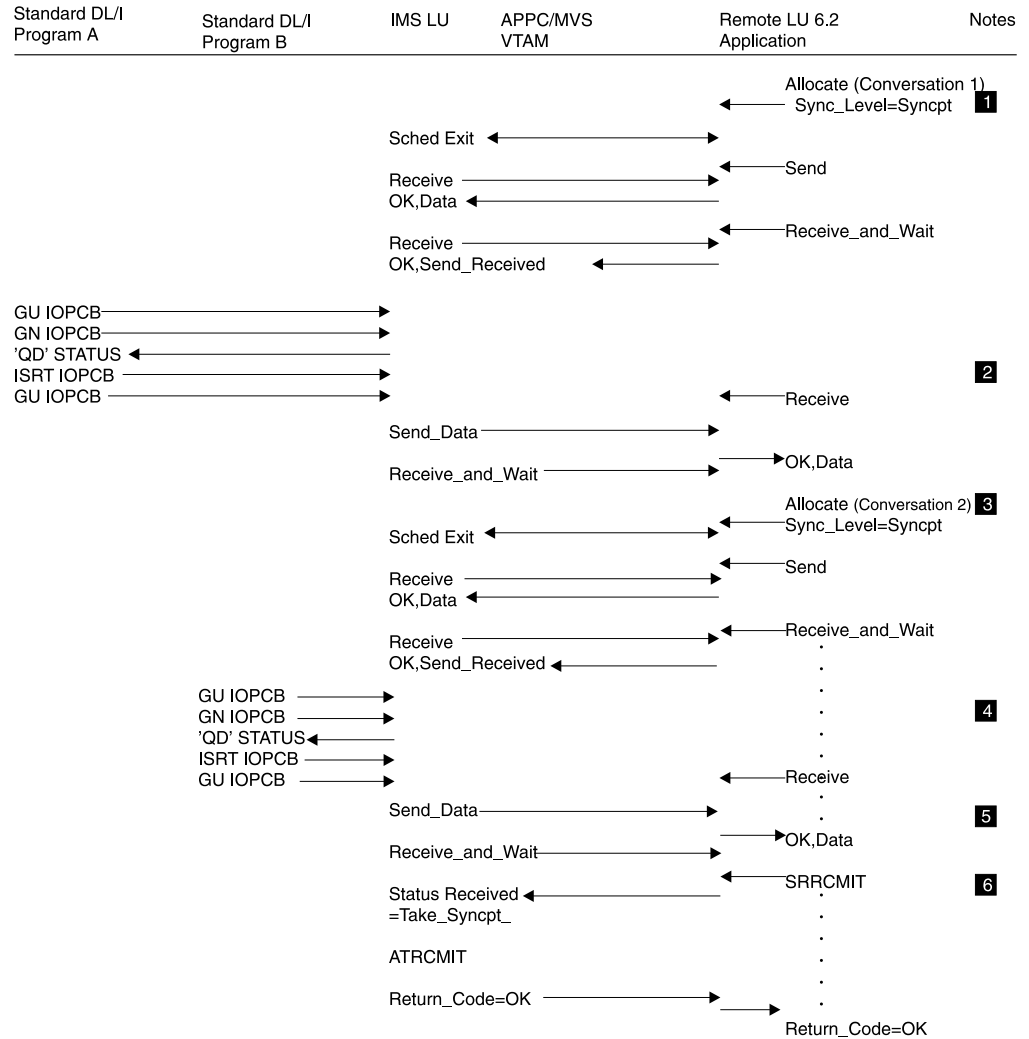 Standard DL/I
Program A
Standard DL/I
Program B
IMS LU
APPC/MVS
VTAM
Remote LU 6.2
Application
Notes
Allocate (Conversation 1)
Sync_Level=Syncpt
1
Sched Exit
Send
Receive
OK,Data
Receive_and_Wait
Receive
OK,Send_Received
GU IOPCB
GN IOPCB
'QD' STATUS
ISRT IOPCB
2
GU IOPCB
Receive
Send_Data
OK,Data
Receive_and_Wait
Allocate (Conversation 2)
3
Sync_Level=Syncpt
Sched Exit
Send
Receive
OK,Data
Receive_and_Wait
Receive
OK,Send_Received
GU IOPCB
GN IOPCB
4
'QD' STATUS
ISRT IOPCB
GU IOPCB
Receive
Send_Data
5
OK,Data
Receive_and_Wait
SRRCMIT
6
Status Received
=Take_Syncpt_
ATRCMIT
Return_Code=OK
Return_Code=OK